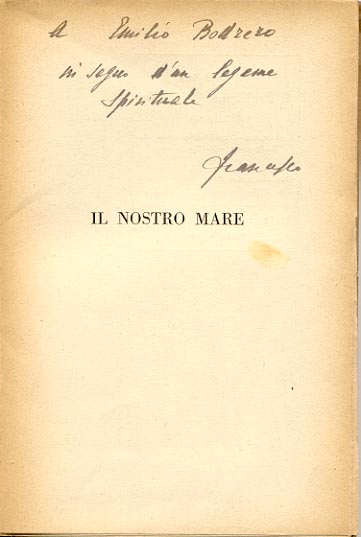 A Emilio Bodrero
in segno d'un legame
spirituale
Francesco
IL NOSTRO MARE